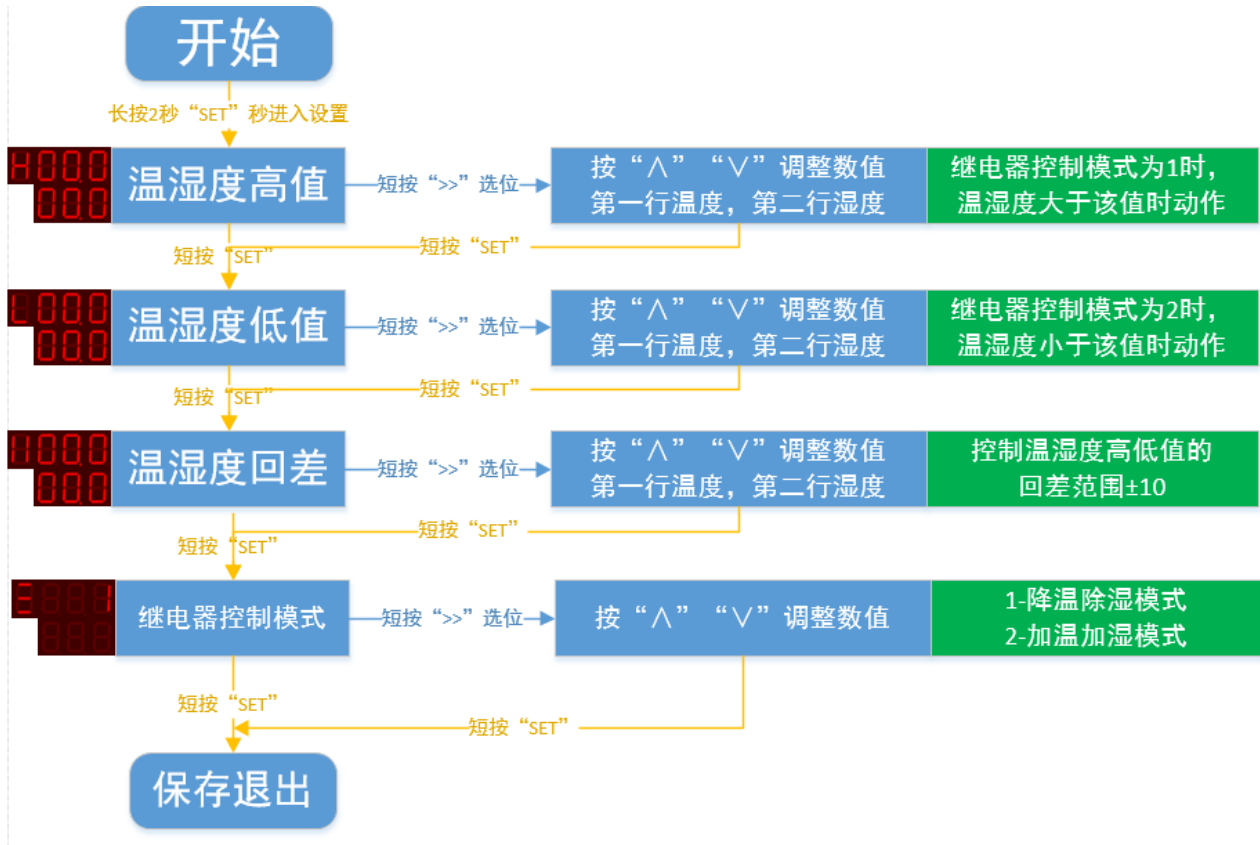 开始
长按2秒“SET”秒进入设置
H000.0
00.0
温湿度高值
短按“>>”选位
按“∧”“∨”调整数值
第一行温度，第二行湿度
继电器控制模式为1时，
温湿度大于该值时动作
短按“SET”
短按“SET”
L000.0
00.0
温湿度低值
短按“>>”选位
按“∧”“∨”调整数值
第一行温度，第二行湿度
继电器控制模式为2时，
温湿度小于该值时动作
短按“SET”
短按“SET”
00.0
温湿度回差
短按“>>”选位
按“∧”“∨”调整数值
第一行温度，第二行湿度
控制温湿度高低值的
回差范围±10
短按“SET”
短按“SET”
1
继电器控制模式
短按“>>”选位
按“∧”“∨”调整数值
1-降温除湿模式
2-加温加湿模式
短按“SET”
短按“SET”
保存退出